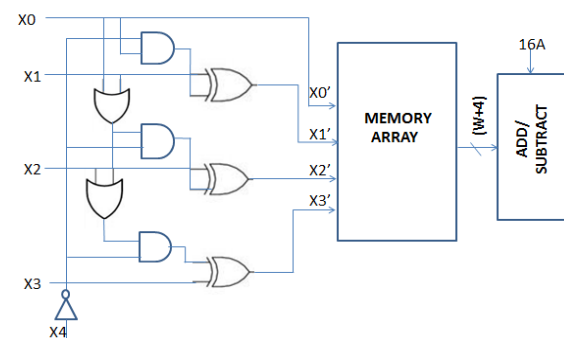 X0
X1
X2
X3
X4
X0'
X1'
X2'
X3'
MEMORY
ARRAY
(W+4)
16A
ADD/
SUBTRACT